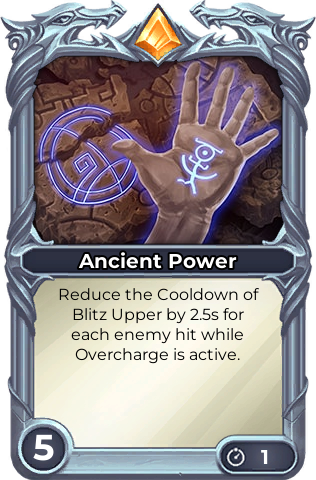 Ancient Power
Reduce the Cooldown of
Blitz Upper by 2.5s for
each enemy hit while
Overcharge is active.
5
1